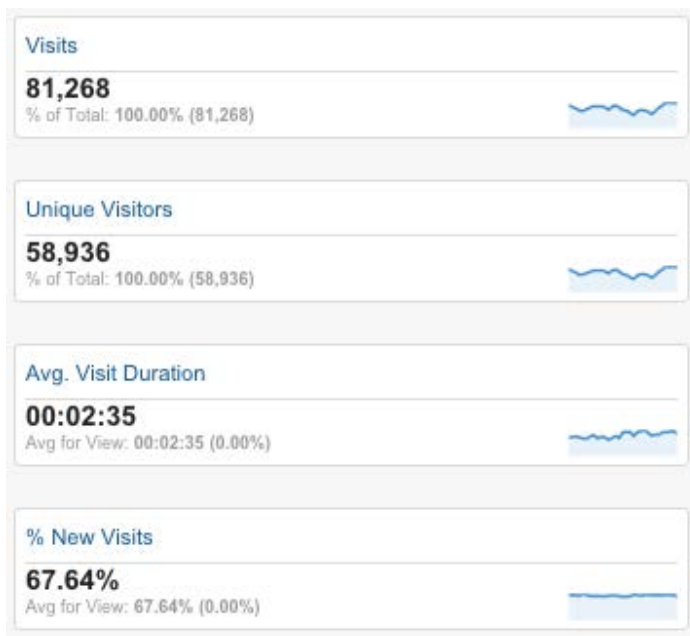 Visits
81,268
% of Total: 100.00% (81,268)
Unique Visitors
58,936
% of Total: 100.00% (58,936)
Avg. Visit Duration
00:02:35
Avg for View: 00:02:35 (0.00%)
% New Visits
67.64%
Avg for View: 67.64% (0.00%)